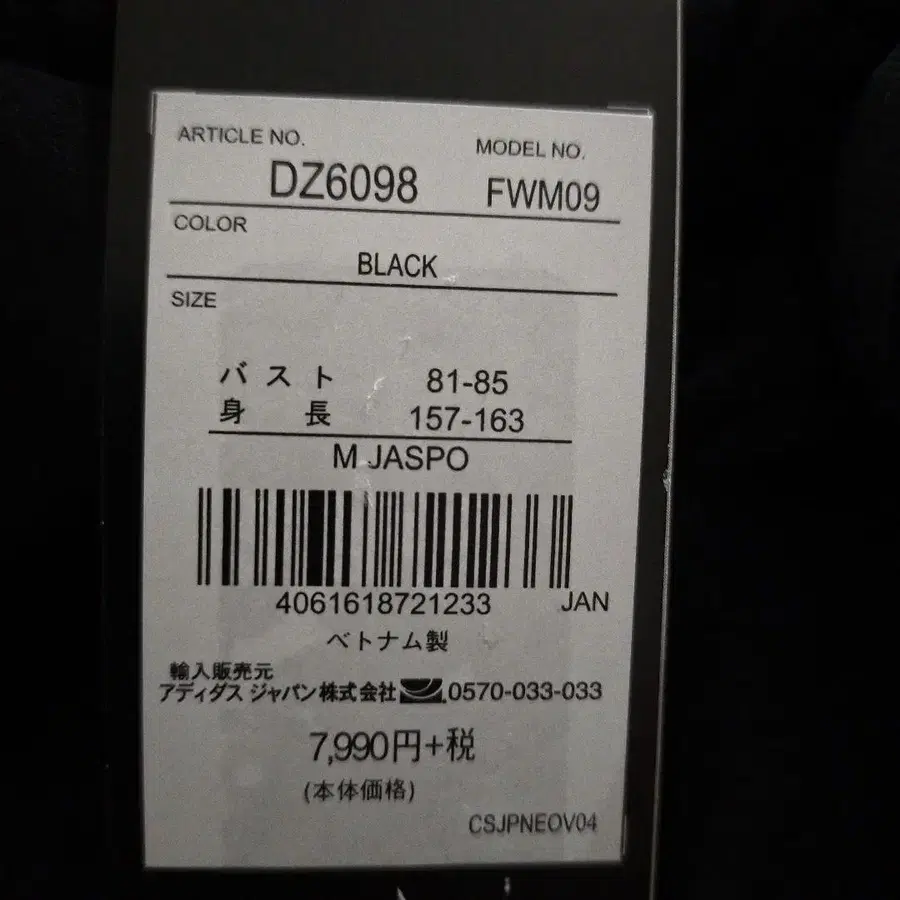 ARTICLE NO.
MODEL NO.
DZ6098
FWM09
COLOR
BLACK
SIZE
バスト 81-85
身長 157-163
M JASPO
4061618721233 JAN
ベトナム製
輸入販売元
アディダス ジャパン株式会社 0570-033-033
7,990円+税
(本体価格)
CSJPNEOV04